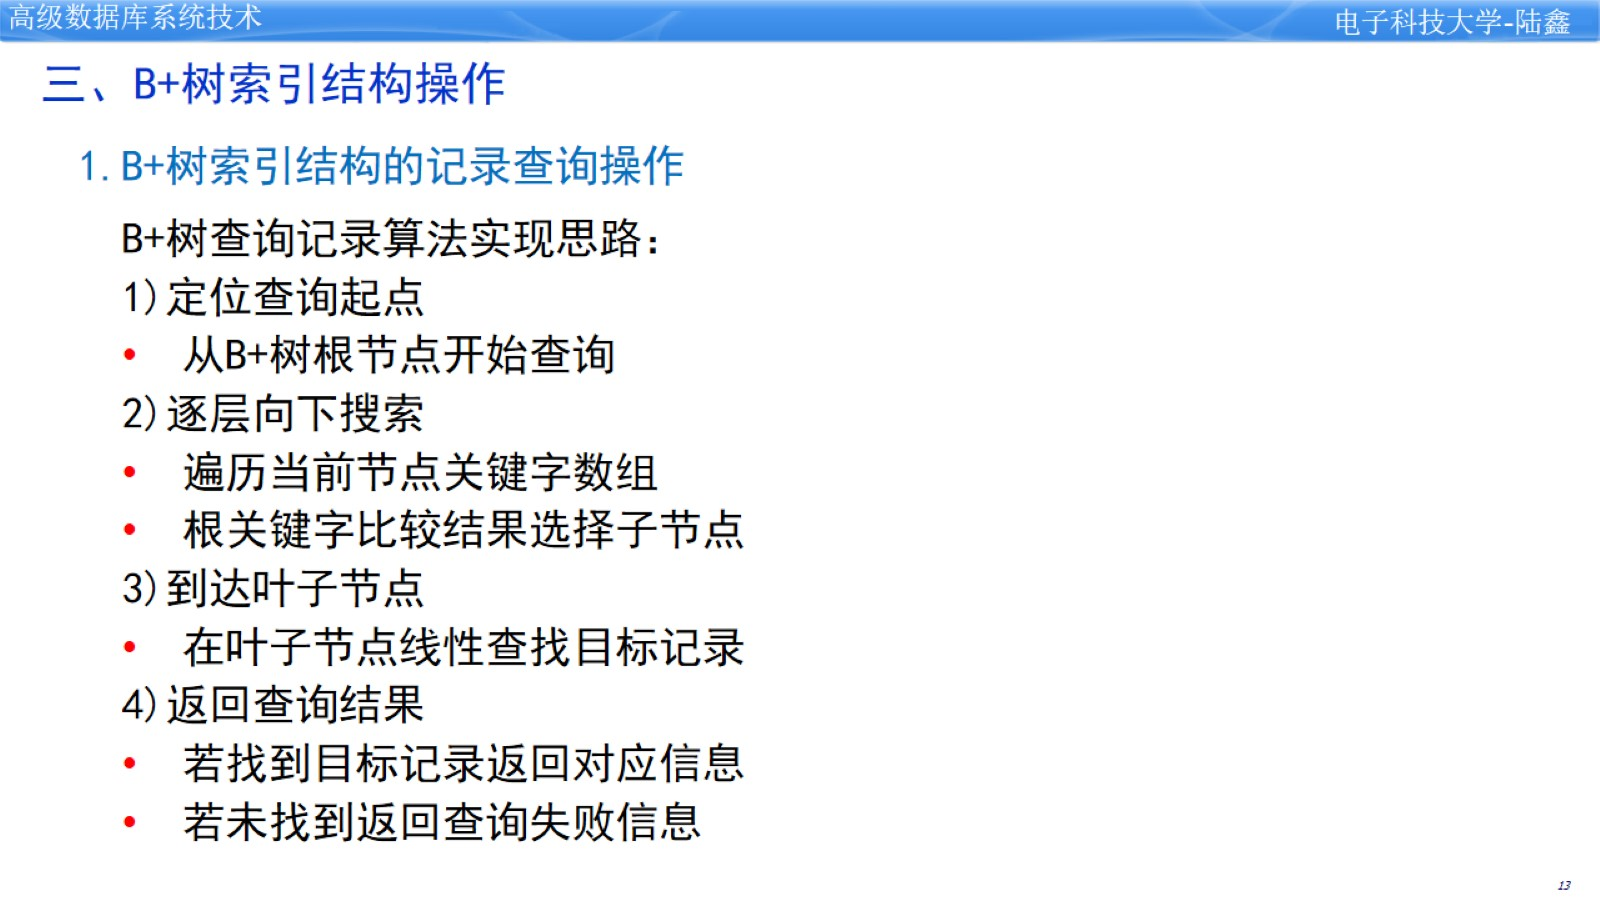 高级数据库系统技术
电子科技大学-陆鑫
三、B+树索引结构操作
1.B+树索引结构的记录查询操作
B+树查询记录算法实现思路：
1)定位查询起点
• 从B+树根节点开始查询
2)逐层向下搜索
• 遍历当前节点关键字数组
• 根关键字比较结果选择子节点
3)到达叶子节点
• 在叶子节点线性查找目标记录
4)返回查询结果
• 若找到目标记录返回对应信息
• 若未找到返回查询失败信息
13